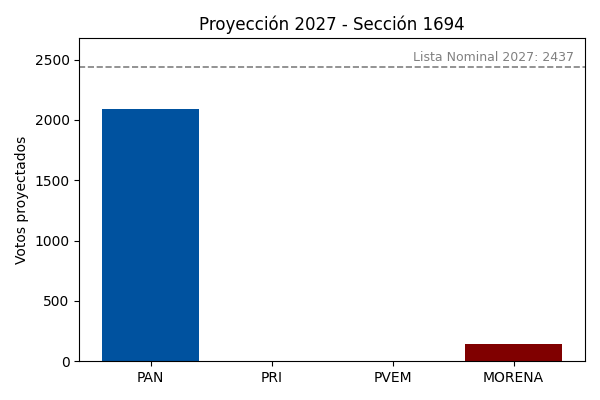 Proyección 2027 - Sección 1694
Lista Nominal 2027: 2437
Votos proyectados
2500
2000
1500
1000
500
0
PAN
PRI
PVEM
MORENA